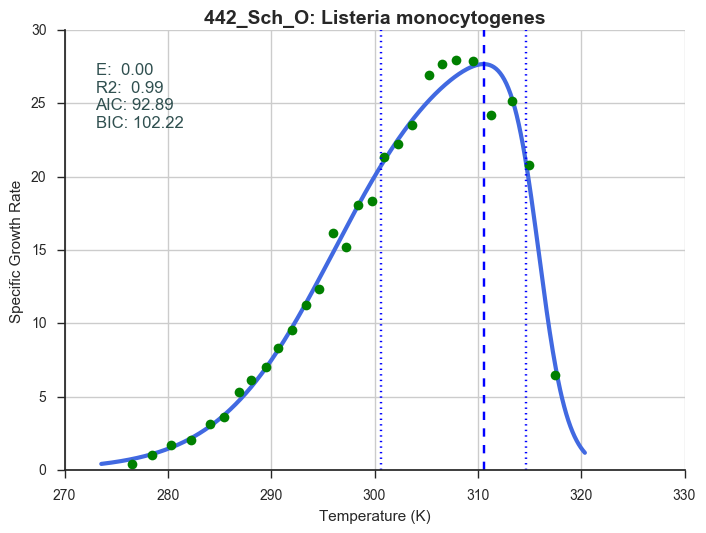 442_Sch_O: Listeria monocytogenes
E:  0.00
R2:  0.99
AIC: 92.89
BIC: 102.22
Specific Growth Rate
30
25
20
15
10
5
0
270 280 290 300 310 320 330
Temperature (K)